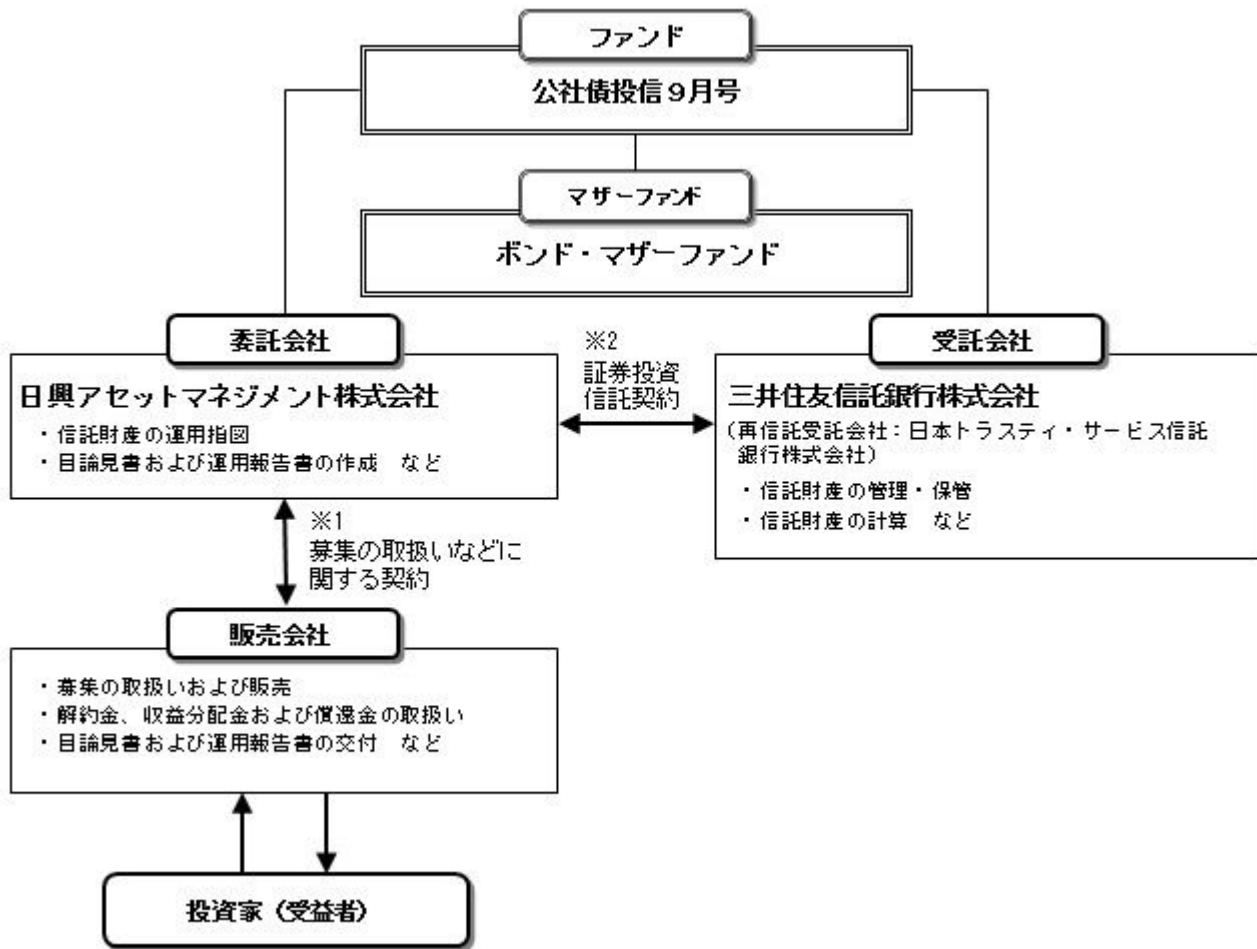 ファンド
公社債投信９月号
マザーファンド
ボンド・マザーファンド
委託会社
日興アセットマネジメント株式会社
・信託財産の運用指図
・目論見書および運用報告書の作成　など
※2
証券投資
信託契約
受託会社
三井住友信託銀行株式会社
（再信託受託会社：日本トラスティ・サービス信託
銀行株式会社）
・信託財産の管理・保管
・信託財産の計算　など
※1
募集の取扱いなどに
関する契約
販売会社
・募集の取扱いおよび販売
・解約金、収益分配金および償還金の取扱い
・目論見書および運用報告書の交付　など
投資家（受益者）